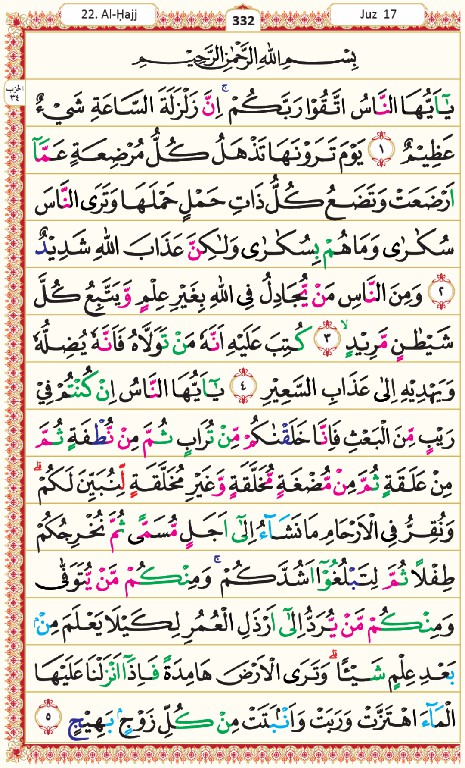 22. Al-Ḥajj
332
Juz 17
بِسْمِ اللّٰهِ الرَّحْمٰنِ الرَّحِيْمِ
الحزب ٣٤
يٰٓاَيُّهَا النَّاسُ اتَّقُوْا رَبَّكُمْ ۚ اِنَّ زَلْزَلَةَ السَّاعَةِ شَيْءٌ
عَظِيْمٌ ١ يَوْمَ تَرَوْنَهَا تَذْهَلُ كُلُّ مُرْضِعَةٍ عَمَّآ
اَرْضَعَتْ وَتَضَعُ كُلُّ ذَاتِ حَمْلٍ حَمْلَهَا وَتَرَى النَّاسَ
سُكٰرٰى وَمَا هُمْ بِسُكٰرٰى وَلٰكِنَّ عَذَابَ اللّٰهِ شَدِيْدٌ
٢ وَمِنَ النَّاسِ مَنْ يُّجَادِلُ فِى اللّٰهِ بِغَيْرِ عِلْمٍ وَّيَتَّبِعُ كُلَّ
شَيْطٰنٍ مَّرِيْدٍ ۙ ٣ كُتِبَ عَلَيْهِ اَنَّهٗ مَنْ تَوَلَّاهُ فَاَنَّهٗ يُضِلُّهٗ
وَيَهْدِيْهِ اِلٰى عَذَابِ السَّعِيْرِ ٤ يٰٓاَيُّهَا النَّاسُ اِنْ كُنْتُمْ فِيْ
رَيْبٍ مِّنَ الْبَعْثِ فَاِنَّا خَلَقْنٰكُمْ مِّنْ تُرَابٍ ثُمَّ مِنْ نُّطْفَةٍ ثُمَّ
مِنْ عَلَقَةٍ ثُمَّ مِنْ مُّضْغَةٍ مُّخَلَّقَةٍ وَّغَيْرِ مُخَلَّقَةٍ لِّنُبَيِّنَ لَكُمْ ۗ
وَنُقِرُّ فِى الْاَرْحَامِ مَا نَشَاۤءُ اِلٰٓى اَجَلٍ مُّسَمًّى ثُمَّ نُخْرِجُكُمْ
طِفْلًا ثُمَّ لِتَبْلُغُوْٓا اَشُدَّكُمْ ۚ وَمِنْكُمْ مَّنْ يُّتَوَفّٰى
وَمِنْكُمْ مَّنْ يُّرَدُّ اِلٰٓى اَرْذَلِ الْعُمُرِ لِكَيْلَا يَعْلَمَ مِنْۢ
بَعْدِ عِلْمٍ شَيْـًٔا ۗ وَتَرَى الْاَرْضَ هَامِدَةً فَاِذَآ اَنْزَلْنَا عَلَيْهَا
الْمَاۤءَ اهْتَزَّتْ وَرَبَتْ وَاَنْۢبَتَتْ مِنْ كُلِّ زَوْجٍۢ بَهِيْجٍ ٥